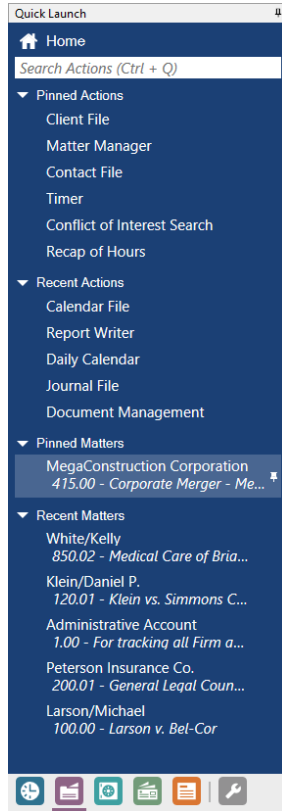 Quick Launch
Home
Search Actions (Ctrl + Q)
Pinned Actions
Client File
Matter Manager
Contact File
Timer
Conflict of Interest Search
Recap of Hours
Recent Actions
Calendar File
Report Writer
Daily Calendar
Journal File
Document Management
Pinned Matters
MegaConstruction Corporation
415.00 - Corporate Merger - Me...
Recent Matters
White/Kelly
850.02 - Medical Care of Bria...
Klein/Daniel P.
120.01 - Klein vs. Simmons C...
Administrative Account
1.00 - For tracking all Firm a...
Peterson Insurance Co.
200.01 - General Legal Coun...
Larson/Michael
100.00 - Larson v. Bel-Cor